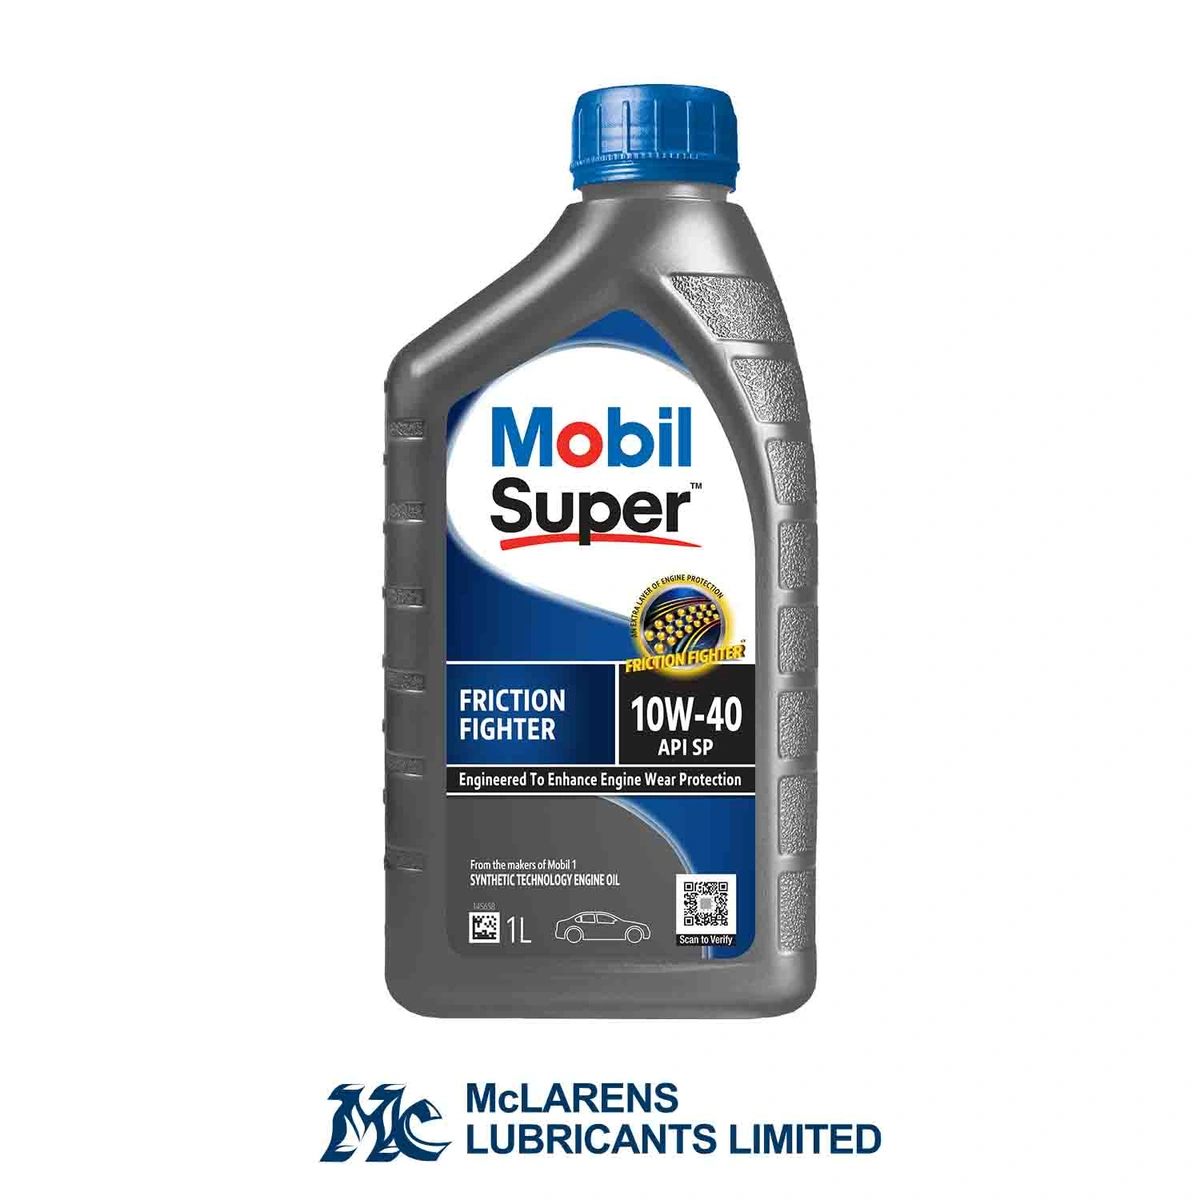 Mobil
Super™
AN EXTRA LAYER OF ENGINE PROTECTION
FRICTION FIGHTER
FRICTION
FIGHTER
10W-40
API SP
Engineered To Enhance Engine Wear Protection
From the makers of Mobil 1
SYNTHETIC TECHNOLOGY ENGINE OIL
145658
1L
Scan to Verify
Mc
McLARENS
LUBRICANTS LIMITED